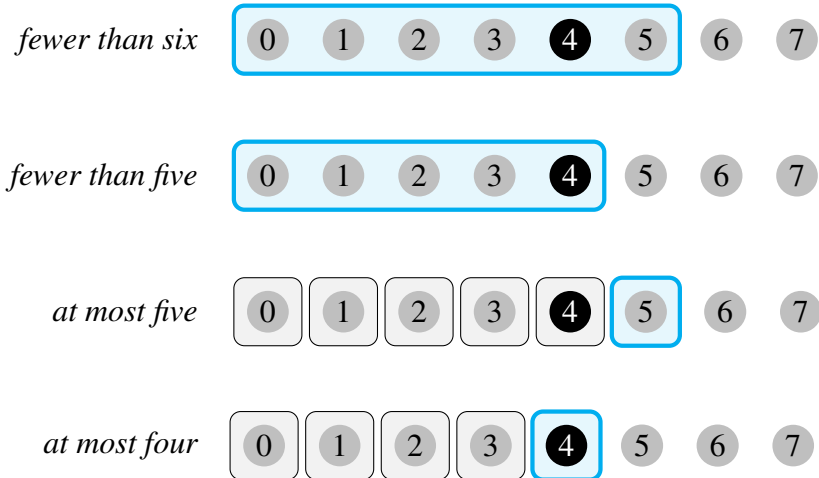 fewer than six 0 1 2 3 4 5 6 7
fewer than five 0 1 2 3 4 5 6 7
at most five 0 1 2 3 4 5 6 7
at most four 0 1 2 3 4 5 6 7